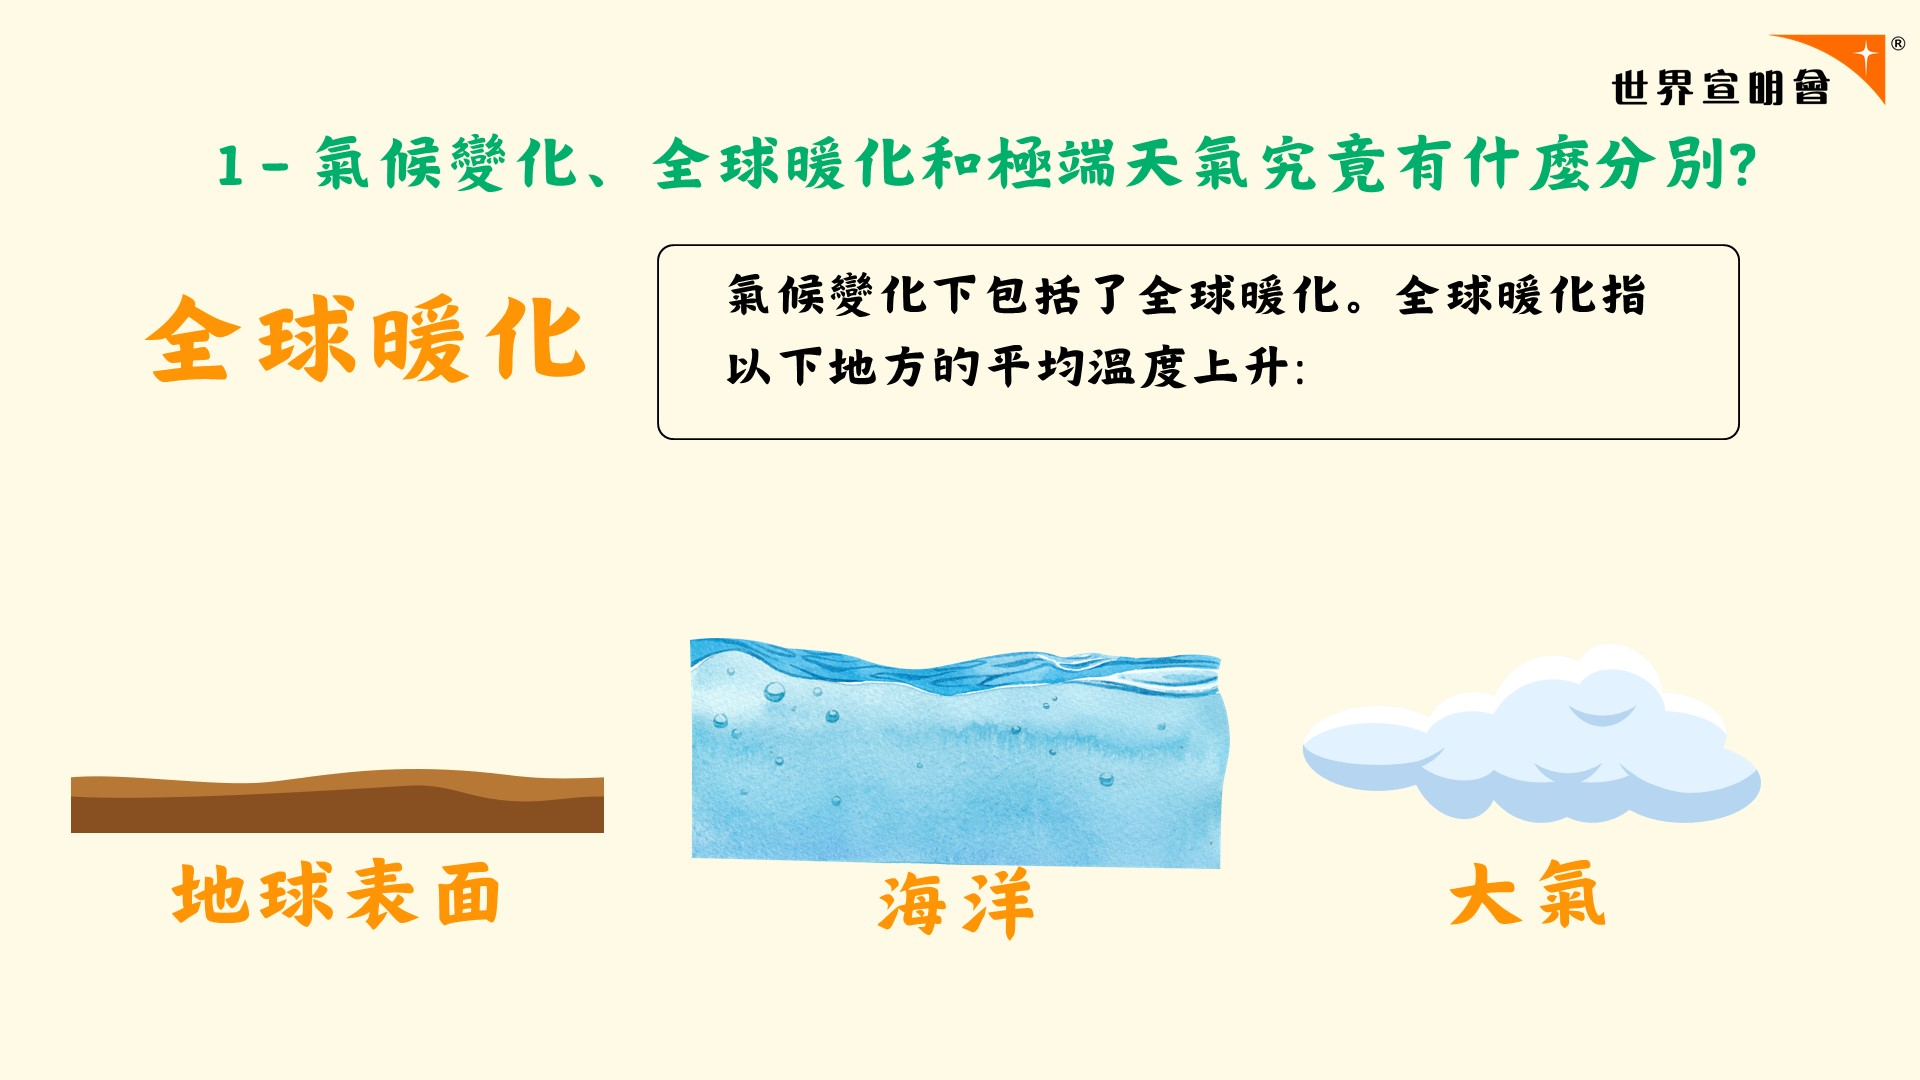 世界宣明會®
1 - 氣候變化、全球暖化和極端天氣究竟有什麼分別?
全球暖化
氣候變化下包括了全球暖化。全球暖化指
以下地方的平均溫度上升:
地球表面
海洋
大氣